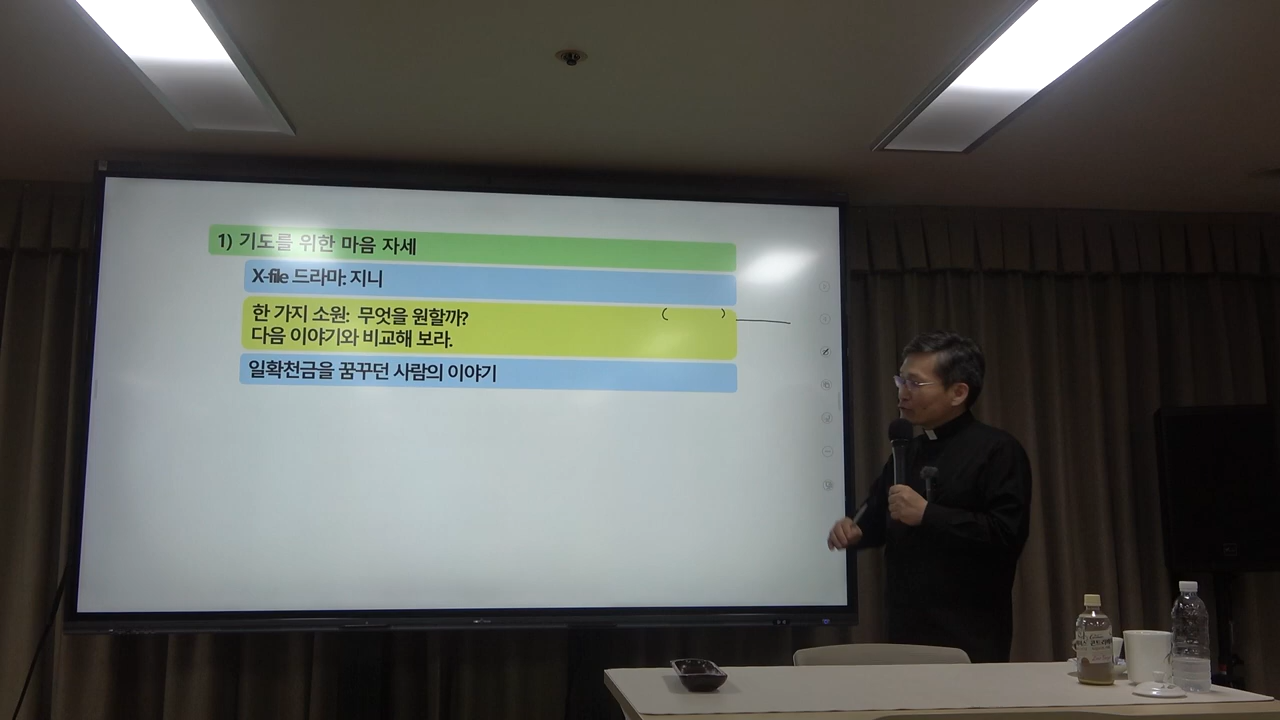 1) 기도를 위한 마음 자세
X-file 드라마: 지니
한 가지 소원: 무엇을 원할까? ( )
다음 이야기와 비교해 보라.
일확천금을 꿈꾸던 사람의 이야기